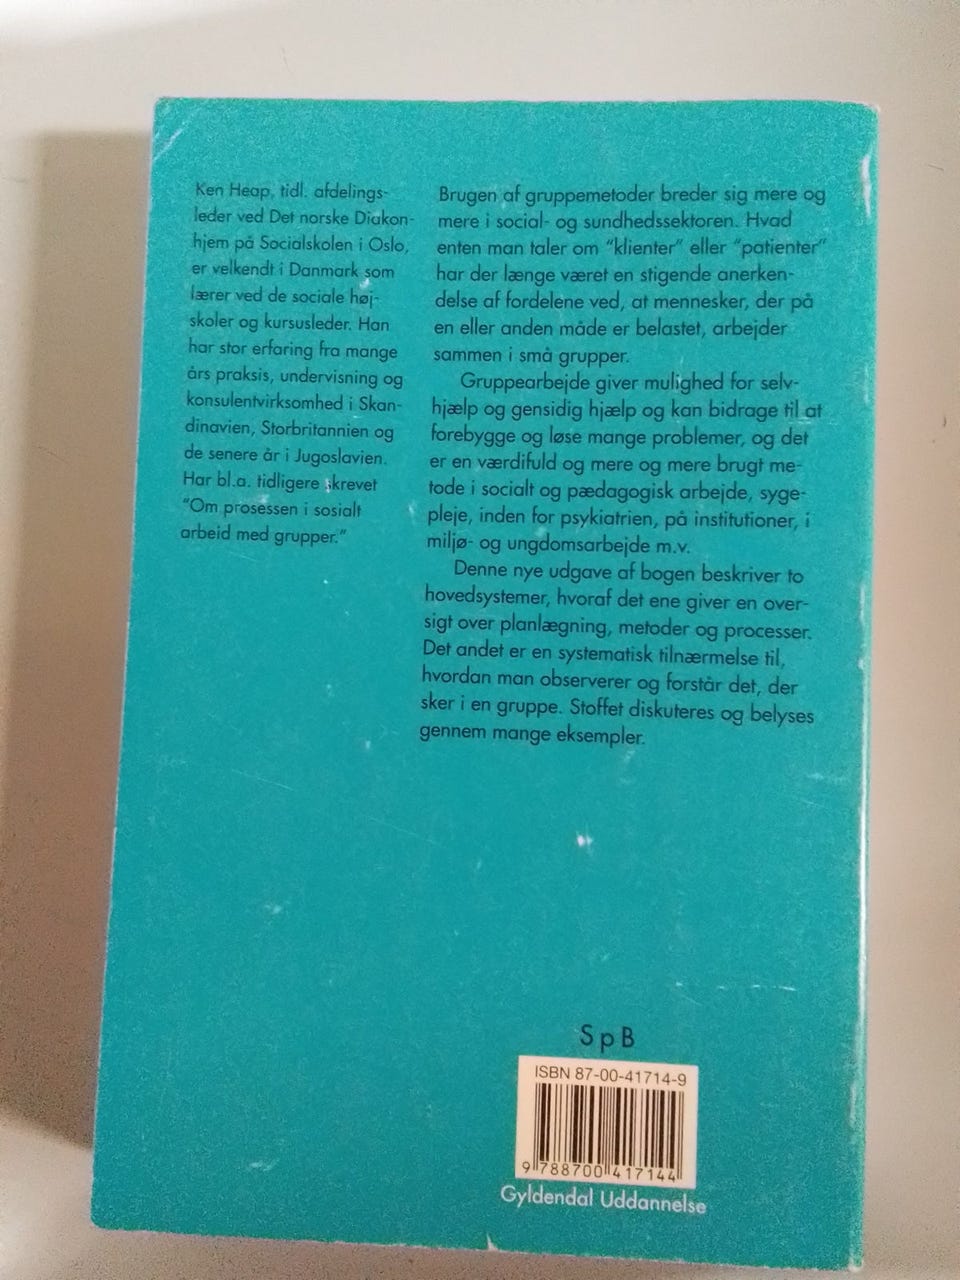 Ken Heap, tidl. afdelings-
leder ved Det norske Diakon-
hjem på Socialskolen i Oslo,
er velkendt i Danmark som
lærer ved de sociale høj-
skoler og kursusleder. Han
har stor erfaring fra mange
års praksis, undervisning og
konsulentvirksomhed i Skan-
dinavien, Storbritannien og
de senere år i Jugoslavien.
Har bl.a. tidligere skrevet
"Om prosessen i sosialt
arbeid med grupper."
Brugen af gruppemetoder breder sig mere og
mere i social- og sundhedssektoren. Hvad
enten man taler om "klienter" eller "patienter"
har der længe været en stigende anerken-
delse af fordelene ved, at mennesker, der på
en eller anden måde er belastet, arbejder
sammen i små grupper.
Gruppearbejde giver mulighed for selv-
hjælp og gensidig hjælp og kan bidrage til at
forebygge og løse mange problemer, og det
er en værdifuld og mere og mere brugt me-
tode i socialt og pædagogisk arbejde, syge-
pleje, inden for psykiatrien, på institutioner, i
miljø- og ungdomsarbejde m.v.
Denne nye udgave af bogen beskriver to
hovedsystemer, hvoraf det ene giver en over-
sigt over planlægning, metoder og processer.
Det andet er en systematisk tilnærmelse til,
hvordan man observerer og forstår det, der
sker i en gruppe. Stoffet diskuteres og belyses
gennem mange eksempler.
SpB
ISBN 87-00-41714-9
9 788700 417144
Gyldendal Uddannelse